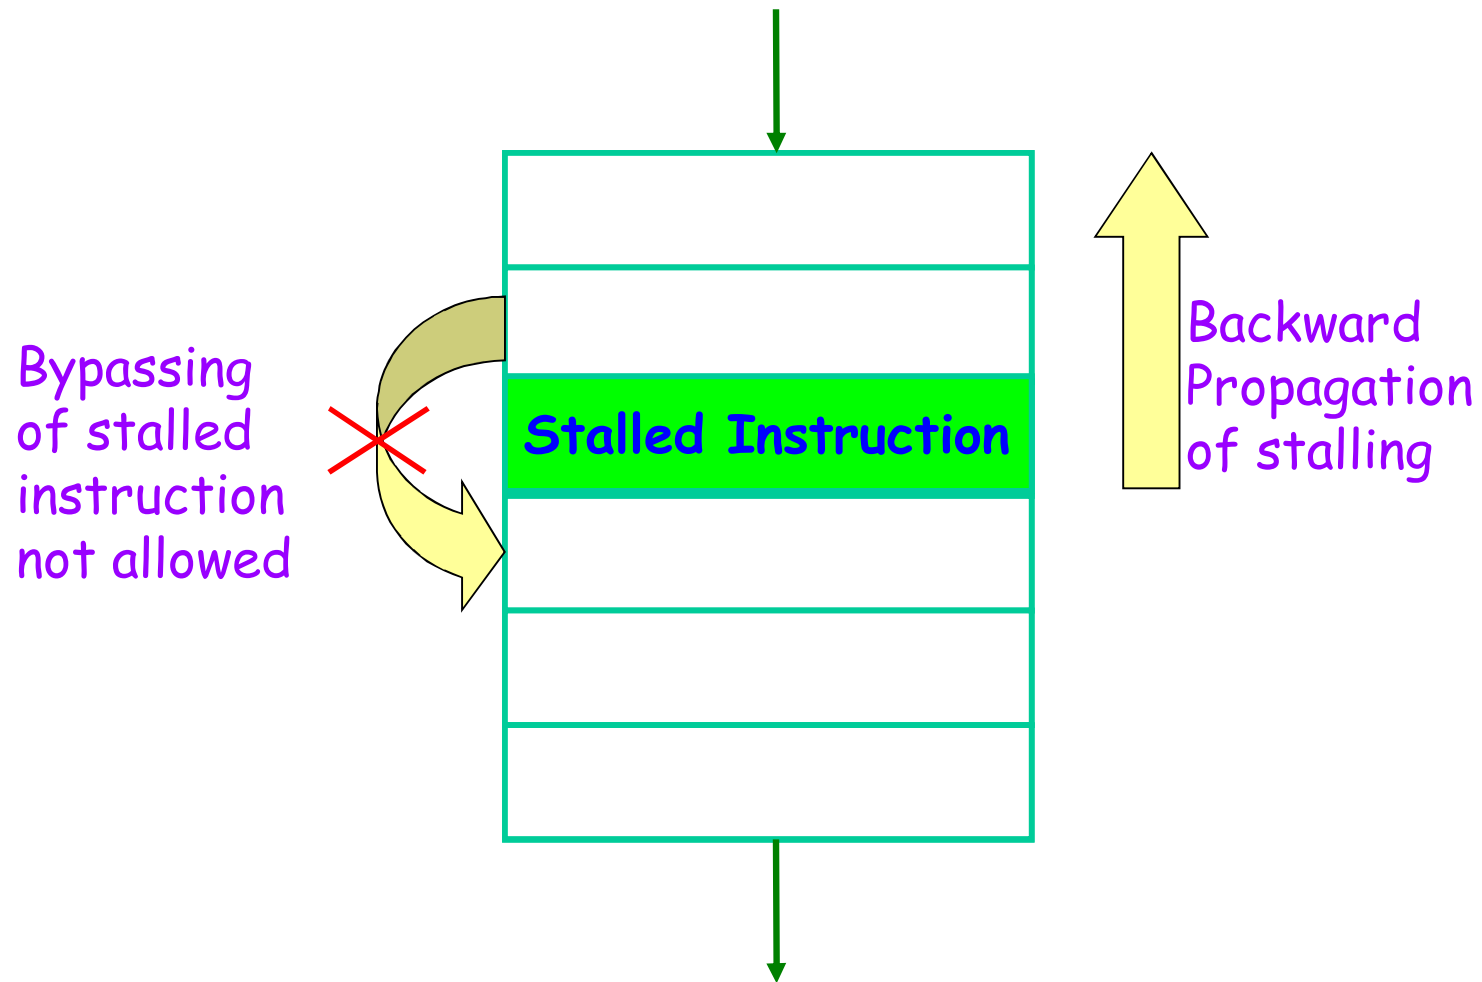 Bypassing
of stalled
instruction
not allowed
Stalled Instruction
Backward
Propagation
of stalling